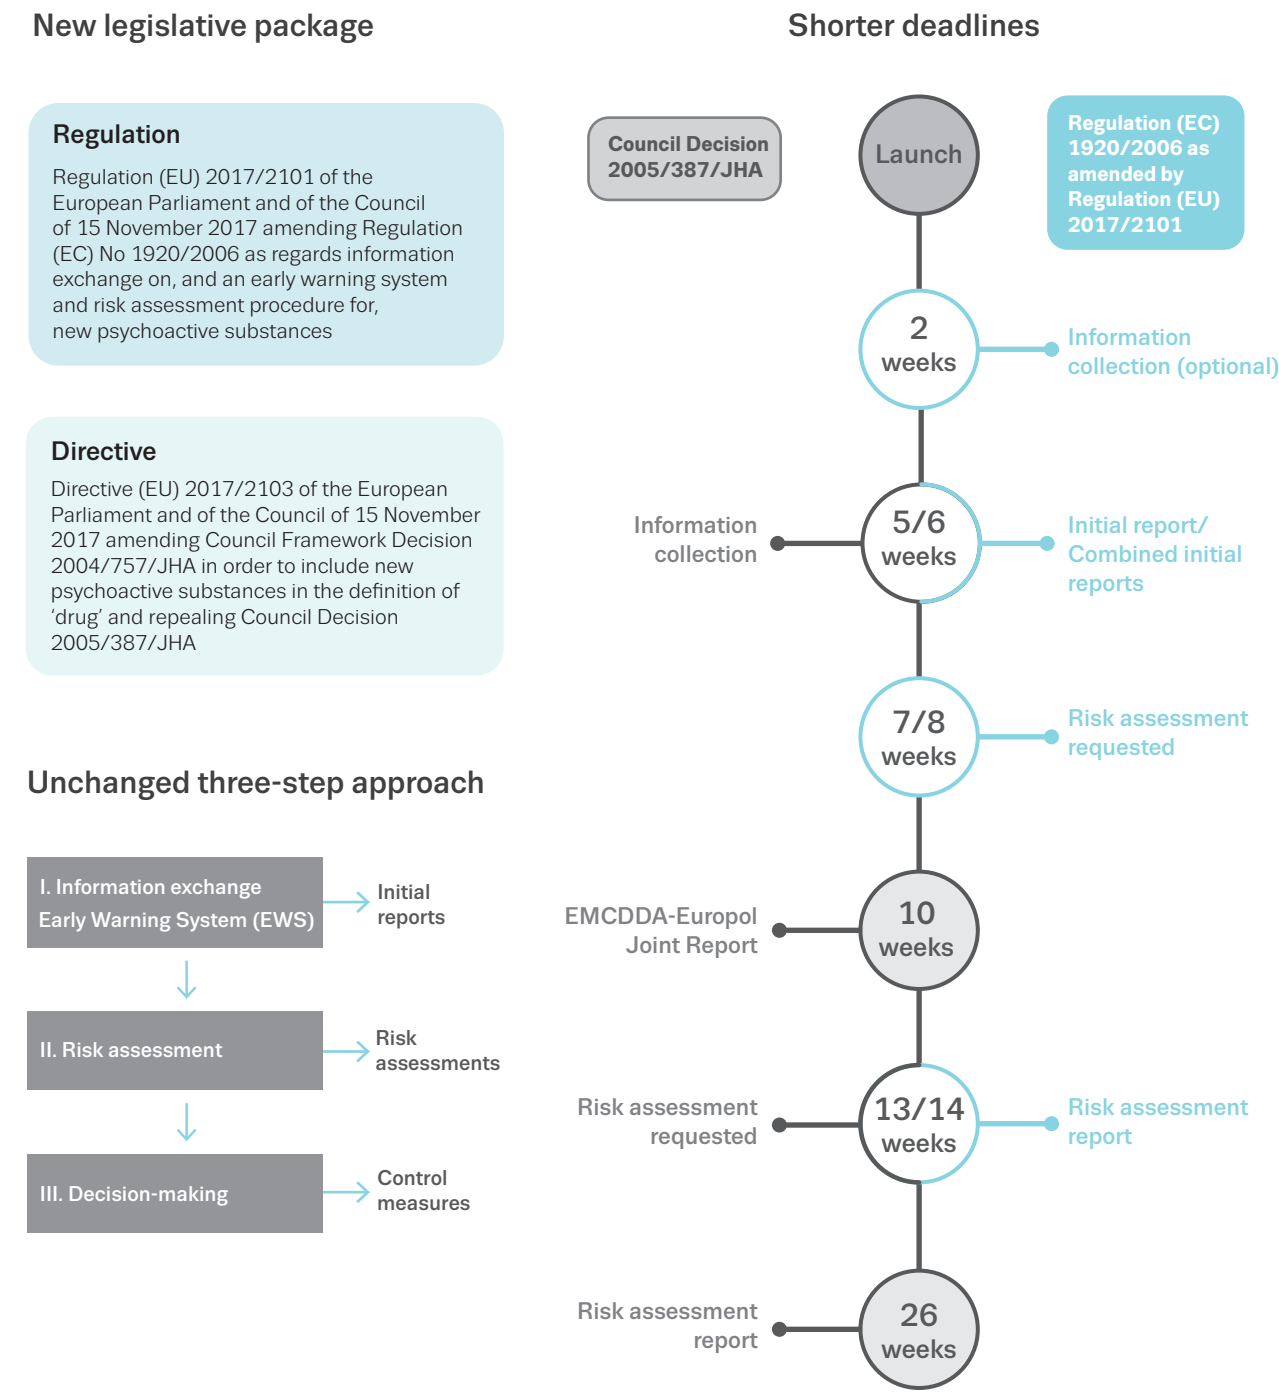 New legislative package
Regulation
Regulation (EU) 2017/2101 of the
European Parliament and of the Council
of 15 November 2017 amending Regulation
(EC) No 1920/2006 as regards information
exchange on, and an early warning system
and risk assessment procedure for,
new psychoactive substances
Directive
Directive (EU) 2017/2103 of the European
Parliament and of the Council of 15 November
2017 amending Council Framework Decision
2004/757/JHA in order to include new
psychoactive substances in the definition of
‘drug’ and repealing Council Decision
2005/387/JHA
Unchanged three-step approach
I. Information exchange
Early Warning System (EWS)
Initial
reports
II. Risk assessment
Risk
assessments
III. Decision-making
Control
measures
Shorter deadlines
Council Decision
2005/387/JHA
Launch
Regulation (EC)
1920/2006 as
amended by
Regulation (EU)
2017/2101
2
weeks
Information
collection (optional)
Information
collection
5/6
weeks
Initial report/
Combined initial
reports
7/8
weeks
Risk assessment
requested
EMCDDA-Europol
Joint Report
10
weeks
Risk assessment
requested
13/14
weeks
Risk assessment
report
Risk assessment
report
26
weeks